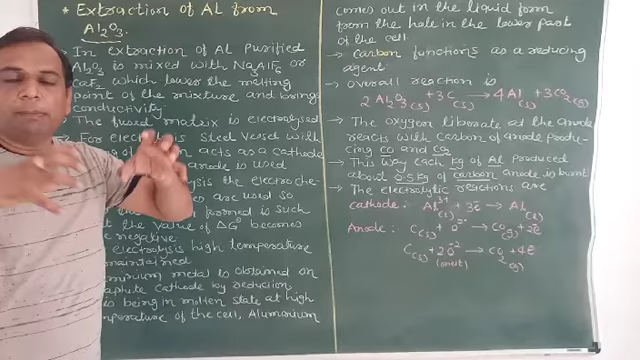 * Extraction of Al from
Al₂O₃.
→ In extraction of Al purified
Al₂O₃ is mixed with Na₃AlF₆ or
CaF₂ which lower the melting
point of the mixture and brings
conductivity
→ The fused matrix is electrolysed
→ For steel vessel with
of acts as a cathode
anode is used
the electroche-
are used so
formed is such
the value of ΔG° becomes
negative
electrolysis high temperature
maintained
metal is obtained on
cathode by reduction
is being in molten state at high
temperature of the cell, Aluminium
comes out in the liquid form
from the hole in the lower part
of the cell.
→ Carbon functions as a reducing
agent
→ overall reaction is
2 Al₂O₃(s) + 3C(s) → 4Al(l) + 3CO₂(g)
→ The oxygen liberate at the anode
reacts with carbon of anode produ-
cing CO and CO₂
→ This way each kg of Al produced
about 0.5 kg of carbon anode is burnt
→ The electrolytic reactions are
cathode: Al³⁺(l) + 3e̅ → Al(l)
Anode: C(s) + O²⁻ → CO(g) + 2e̅
C(s) + 2O⁻² (melt) → CO₂(g) + 4e̅